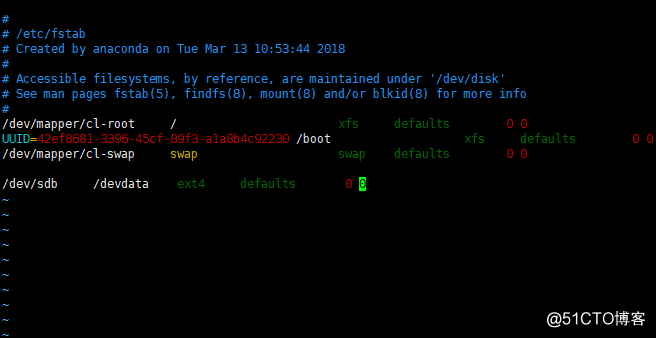 #
# /etc/fstab
# Created by anaconda on Tue Mar 13 10:53:44 2018
#
# Accessible filesystems, by reference, are maintained under '/dev/disk'
# See man pages fstab(5), findfs(8), mount(8) and/or blkid(8) for more info
#
/dev/mapper/cl-root / xfs defaults 0 0
UUID=42ef8681-3396-45cf-89f3-a1a8b4c92230 /boot xfs defaults 0 0
/dev/mapper/cl-swap swap swap defaults 0 0
/dev/sdb /devdata ext4 defaults 0 0
~
~
~
~
~
~
~
~
~
~
@51CTO博客